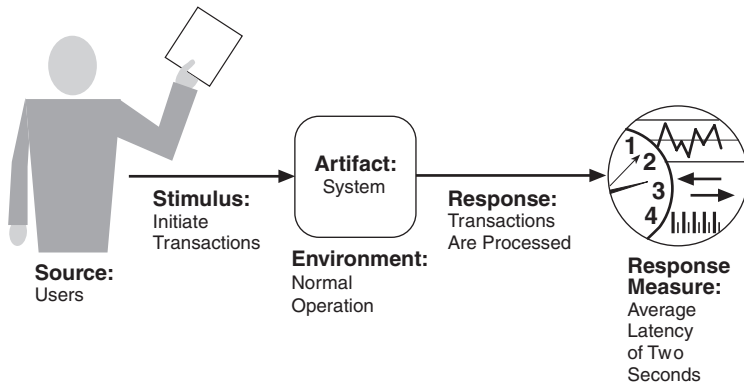 Source:
Users
Stimulus:
Initiate
Transactions
Artifact:
System
Environment:
Normal
Operation
Response:
Transactions
Are Processed
1
2
3
4
Response
Measure:
Average
Latency
of Two
Seconds